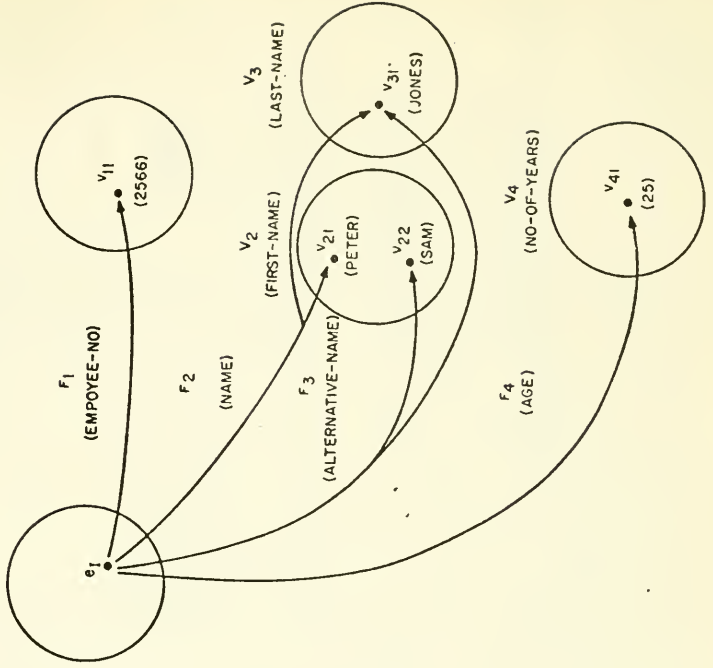 e1
F1
(EMPOYEE-NO)
V11
(2566)
F2
(NAME)
V2
(FIRST-NAME)
V21
(PETER)
V22
(SAM)
V3
(LAST-NAME)
V31
(JONES)
F3
(ALTERNATIVE-NAME)
F4
(AGE)
V4
(NO-OF-YEARS)
V41
(25)